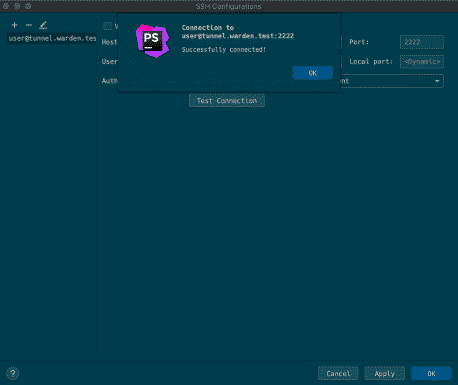 SSH Configurations
user@tunnel.warden.tes
V
Host
Port:
2222
User
Local port:
<Dynamic>
Auth
nt
PS
Connection to
user@tunnel.warden.test:2222
Successfully connected!
OK
Test Connection
?
Cancel
Apply
OK